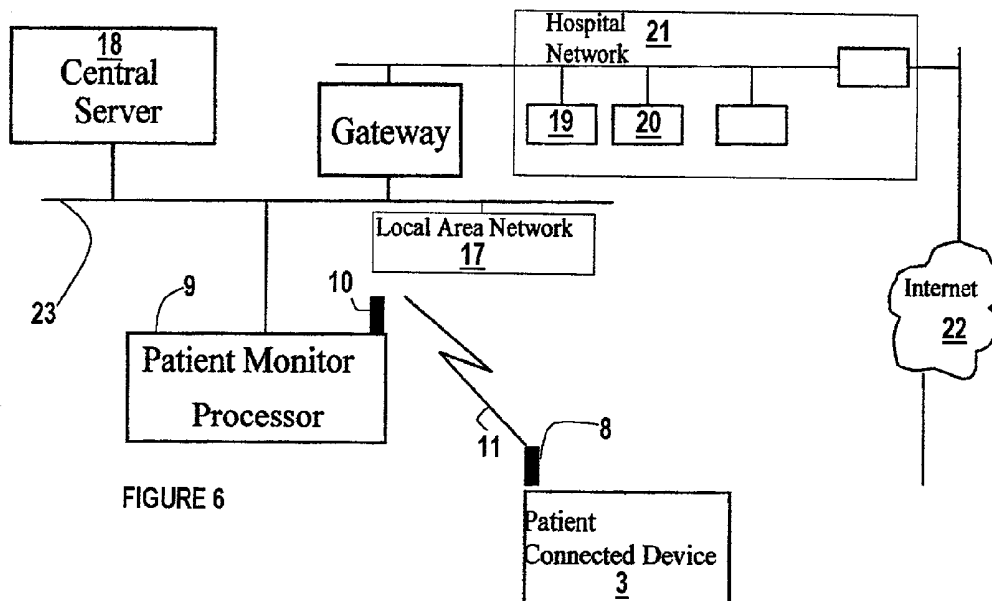 18
Central
Server
Gateway
Hospital 21
Network
19
20
Local Area Network
17
Internet
22
23
9
10
Patient Monitor
Processor
11
8
FIGURE 6
Patient
Connected Device
3